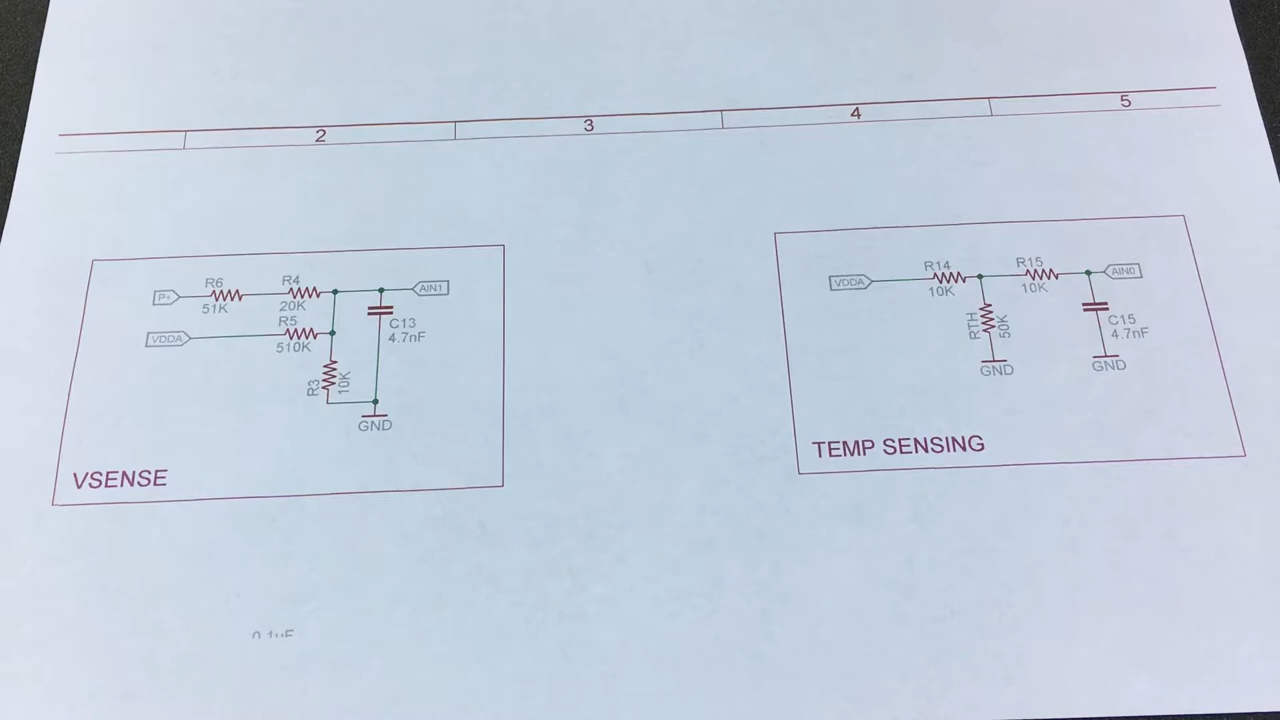 2 3 4 5
P+
R6
51K
R4
20K
AIN1
VDDA
R5
510K
C13
4.7nF
R3
10K
GND
VSENSE
VDDA
R14
10K
R15
10K
AIN0
RTH
50K
C15
4.7nF
GND
GND
TEMP SENSING